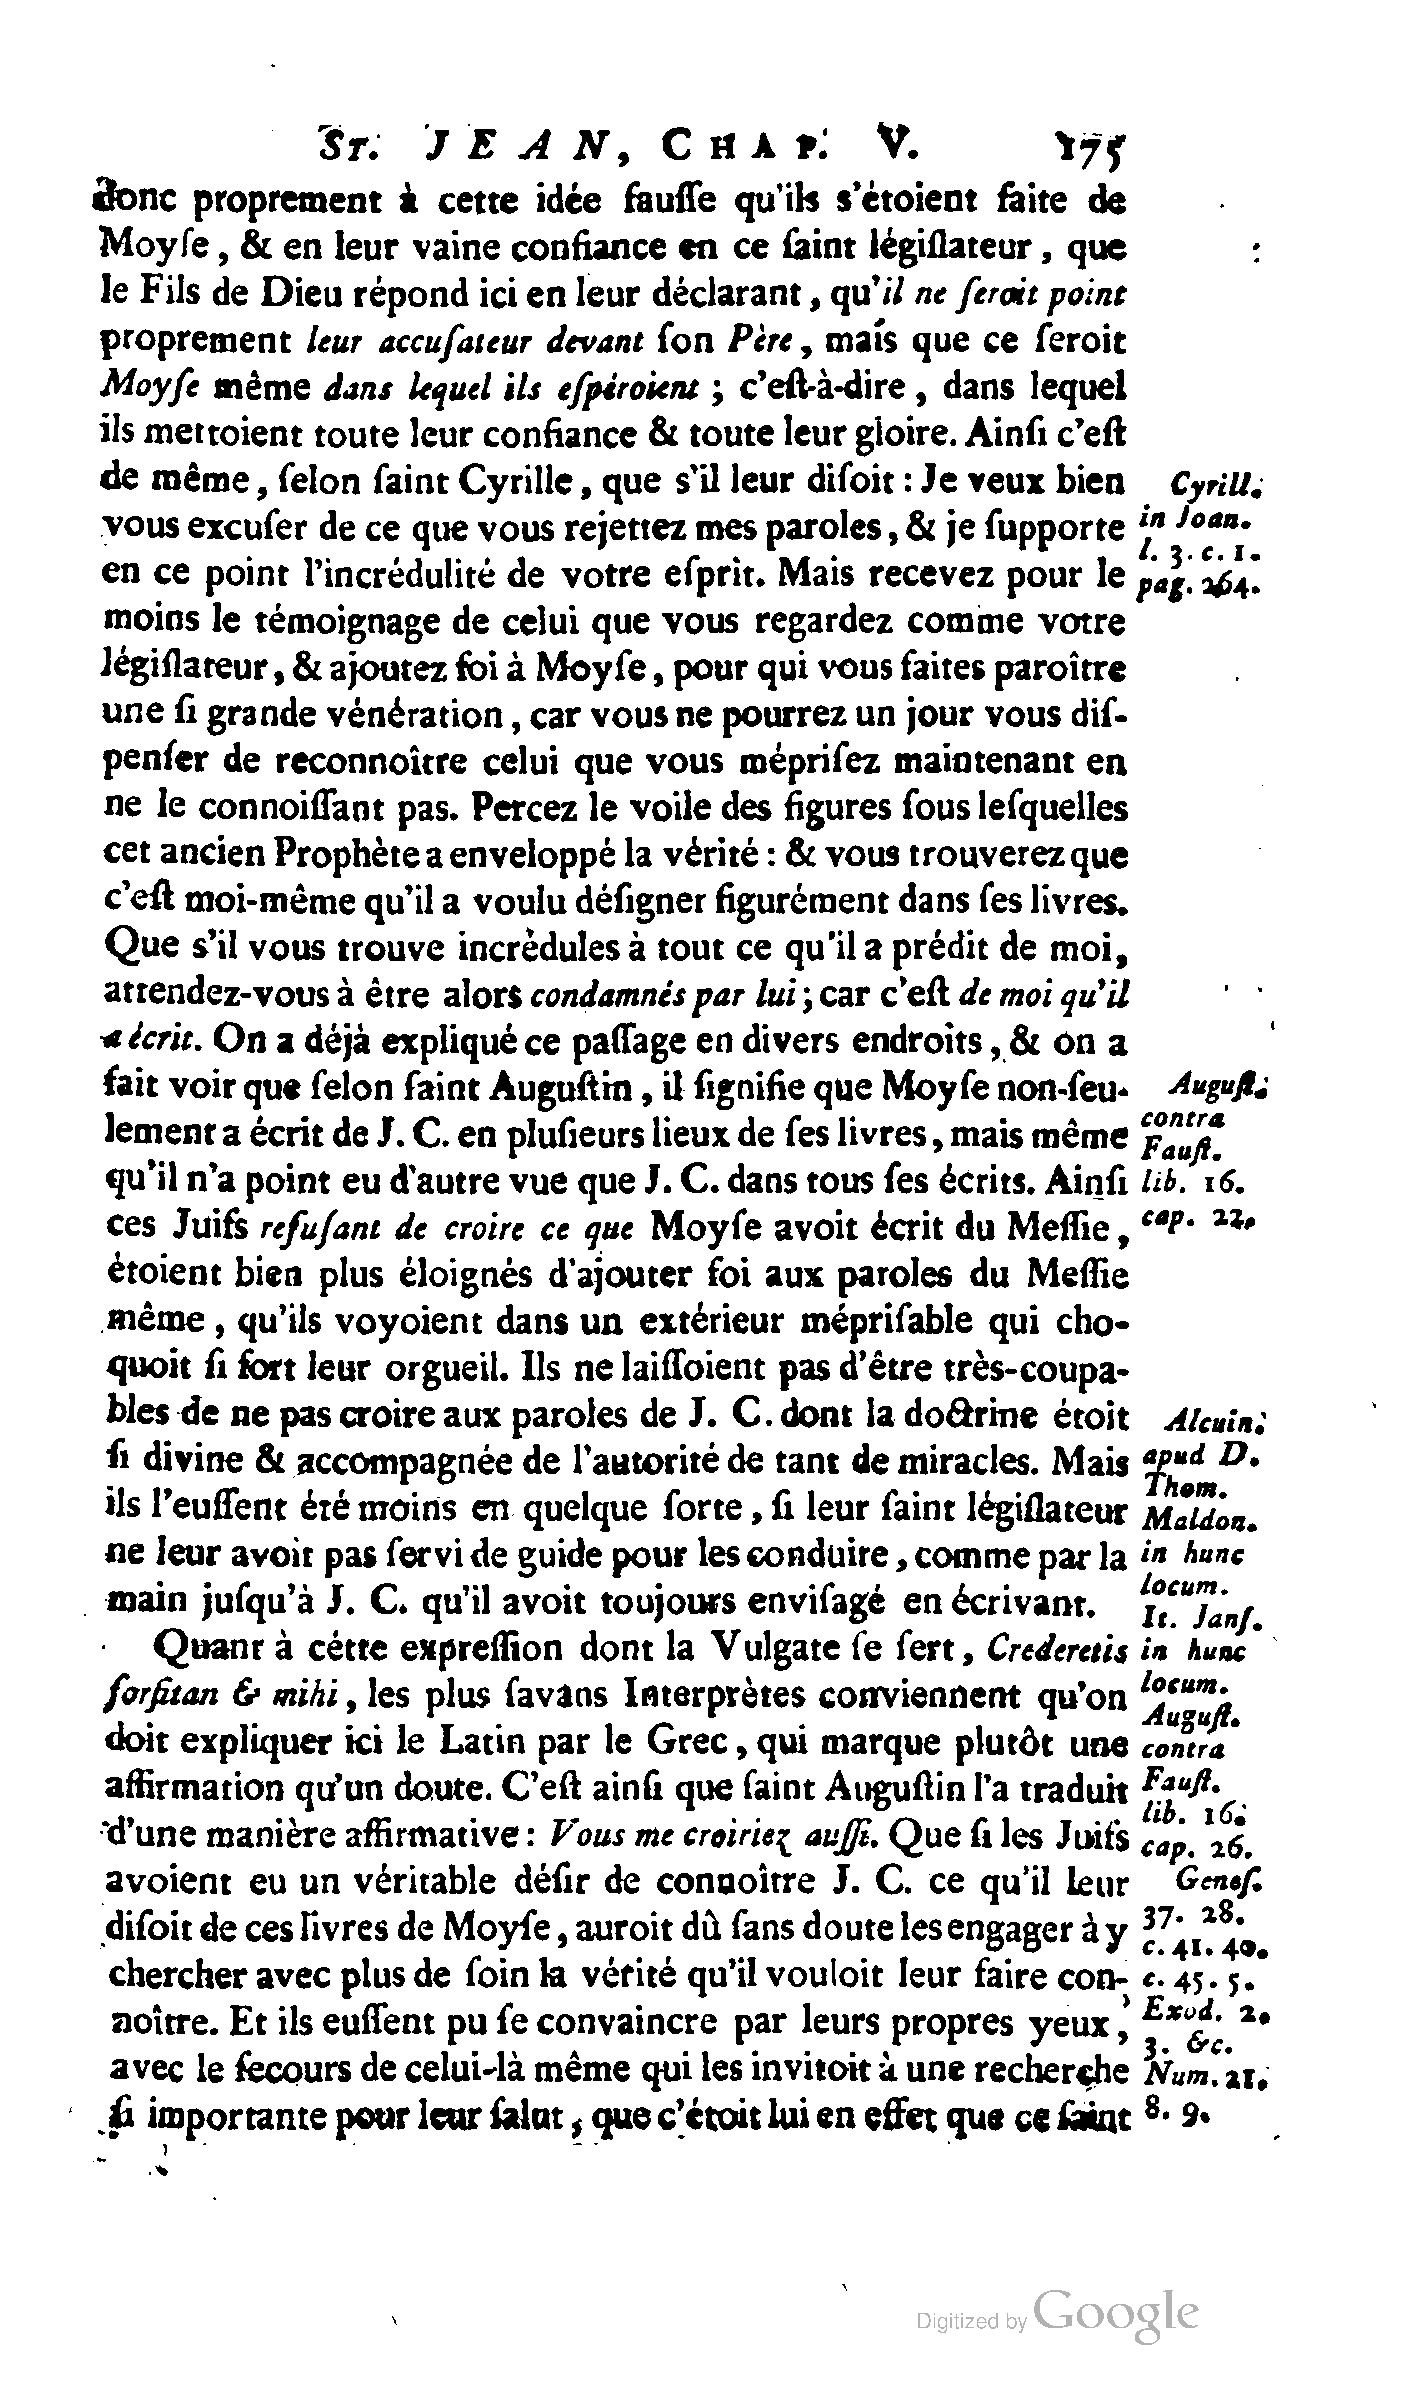 St. JEAN, CHAP. V. 175
donc proprement à cette idée fauſſe qu'ils s'étoient faite de
Moyſe, & en leur vaine confiance en ce ſaint légiſlateur, que
le Fils de Dieu répond ici en leur déclarant, qu'il ne ſeroit point
proprement leur accuſateur devant ſon Père, mais que ce ſeroit
Moyſe même dans lequel ils eſpéroient; c'eſt-à-dire, dans lequel
ils mettoient toute leur confiance & toute leur gloire. Ainſi c'eſt
de même, ſelon ſaint Cyrille, que s'il leur diſoit : Je veux bien
vous excuſer de ce que vous rejettez mes paroles, & je ſupporte
en ce point l'incrédulité de votre eſprit. Mais recevez pour le
moins le témoignage de celui que vous regardez comme votre
légiſlateur, & ajoutez foi à Moyſe, pour qui vous faites paroître
une ſi grande vénération, car vous ne pourrez un jour vous diſ-
penſer de reconnoître celui que vous mépriſez maintenant en
ne le connoiſſant pas. Percez le voile des figures ſous leſquelles
cet ancien Prophète a enveloppé la vérité : & vous trouverez que
c'eſt moi-même qu'il a voulu déſigner figurément dans ſes livres.
Que s'il vous trouve incrédules à tout ce qu'il a prédit de moi,
attendez-vous à être alors condamnés par lui; car c'eſt de moi qu'il
a écrit. On a déjà expliqué ce paſſage en divers endroits, & on a
fait voir que ſelon ſaint Auguſtin, il ſignifie que Moyſe non-ſeu-
lement a écrit de J. C. en pluſieurs lieux de ſes livres, mais même
qu'il n'a point eu d'autre vue que J. C. dans tous ſes écrits. Ainſi
ces Juifs refuſant de croire ce que Moyſe avoit écrit du Meſſie,
étoient bien plus éloignés d'ajouter foi aux paroles du Meſſie
même, qu'ils voyoient dans un extérieur mépriſable qui cho-
quoit ſi fort leur orgueil. Ils ne laiſſoient pas d'être très-coupa-
bles de ne pas croire aux paroles de J. C. dont la doctrine étoit
ſi divine & accompagnée de l'autorité de tant de miracles. Mais
ils l'euſſent été moins en quelque ſorte, ſi leur ſaint légiſlateur
ne leur avoit pas ſervi de guide pour les conduire, comme par la
main juſqu'à J. C. qu'il avoit toujours enviſagé en écrivant.
Quant à cétte expreſſion dont la Vulgate ſe ſert, Crederetis
forſitan & mihi, les plus ſavans Interprètes conviennent qu'on
doit expliquer ici le Latin par le Grec, qui marque plutôt une
affirmation qu'un doute. C'eſt ainſi que ſaint Auguſtin l'a traduit
d'une manière affirmative : Vous me croiriez auſſi. Que ſi les Juifs
avoient eu un véritable déſir de connoître J. C. ce qu'il leur
diſoit de ces livres de Moyſe, auroit dû ſans doute les engager à y
chercher avec plus de ſoin la vérité qu'il vouloit leur faire con-
noître. Et ils euſſent pu ſe convaincre par leurs propres yeux,
avec le ſecours de celui-là même qui les invitoit à une recherche
ſi importante pour leur ſalut, que c'étoit lui en effet que ce ſaint
Cyrill.
in Joan.
l. 3. c. 1.
pag. 264.
Auguſt.
contra
Fauſt.
lib. 16.
cap. 22.
Alcuin.
apud D.
Thom.
Maldon.
in hunc
locum.
It. Janſ.
in hunc
locum.
Auguſt.
contra
Fauſt.
lib. 16.
cap. 26.
Geneſ.
37. 28.
c. 41. 40.
c. 45. 5.
Exod. 2.
3. &c.
Num. 21.
8. 9.
Digitized by Google